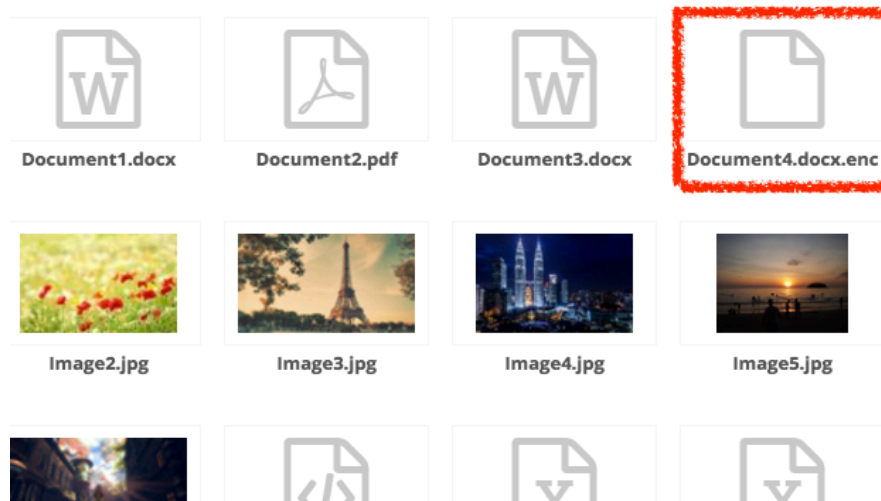 W
W
Document1.docx
Document2.pdf
Document3.docx
Document4.docx.enc
Image2.jpg
Image3.jpg
Image4.jpg
Image5.jpg
</>
X
X